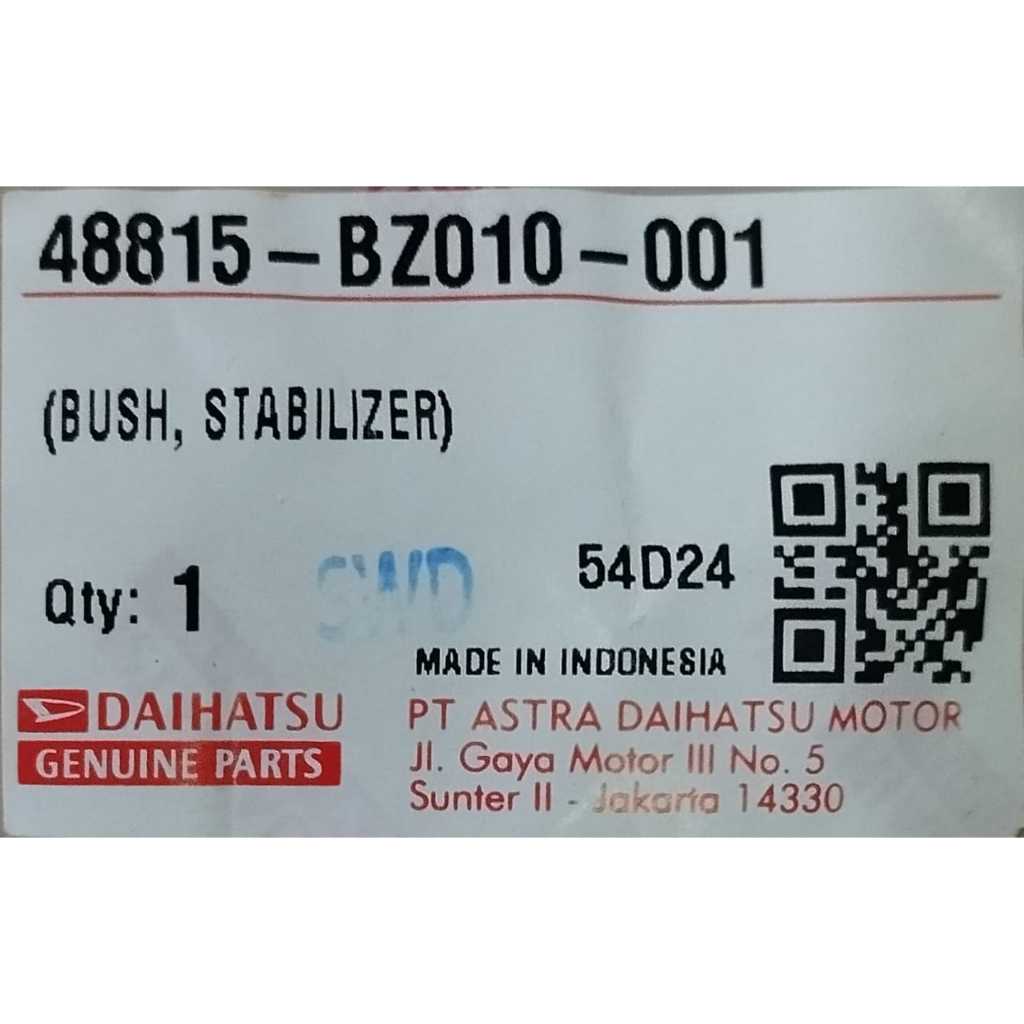 48815-BZ010-001
(BUSH, STABILIZER)
Qty: 1
SWD
54D24
MADE IN INDONESIA
DAIHATSU
GENUINE PARTS
PT ASTRA DAIHATSU MOTOR
Jl. Gaya Motor III No. 5
Sunter II - Jakarta 14330